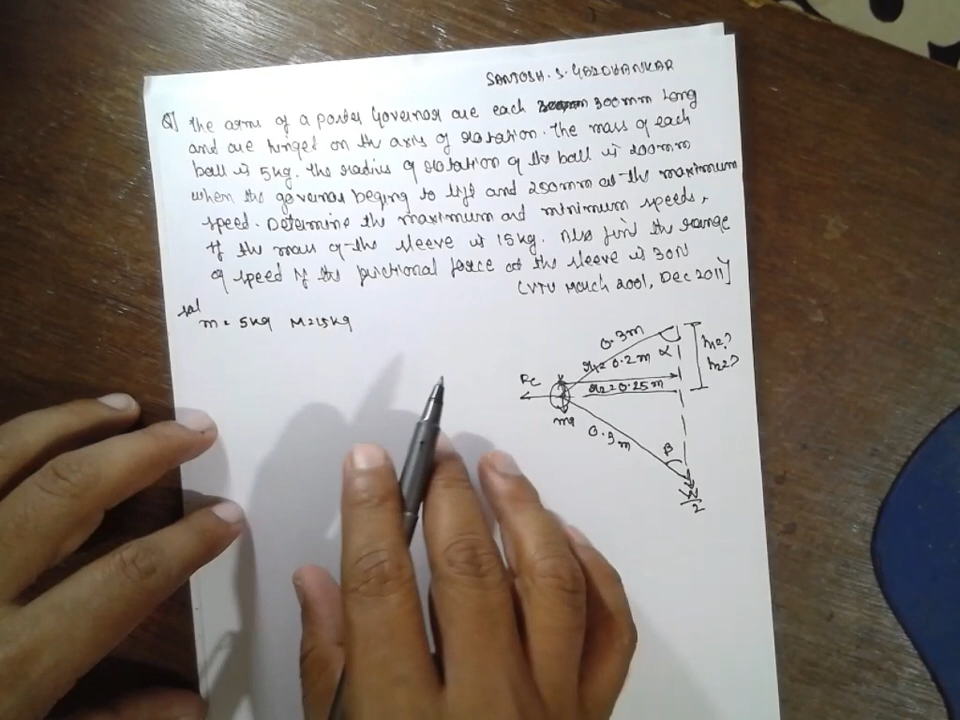 SANTOSH. S.
Q] The arms of a porter Governor are each 300mm Long
and are hinged on the axis of rotation. The mass of each
ball is 5kg. The radius of rotation of the ball is 200mm
when the governor begins to lift and 250mm at the maximum
speed. Determine the maximum and minimum speeds,
If the mass of the sleeve is 15kg. Also find the range
of speed if the frictional force at the sleeve is 30N
[VTU March 2001, Dec 2011]
sol
m = 5kg M=15kg
0.3m
α
r1= 0.2m
h1=?
h2=?
r2=0.25m
Fc
mg
0.3m
β
2